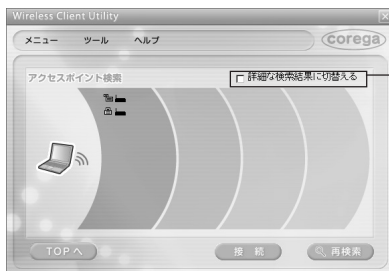 Wireless Client Utility
メニュー ツール ヘルプ corega
アクセスポイント検索 詳細な検索結果に切替える
TOPへ 接 続 再検索